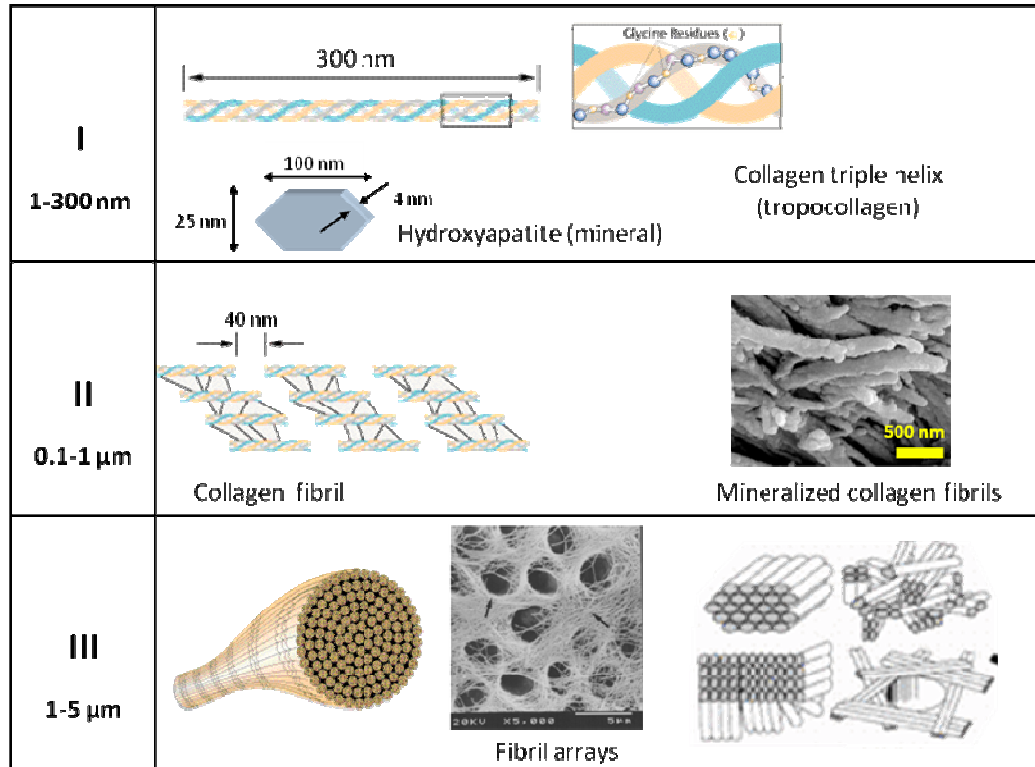 I
1-300 nm
300 nm
Glycine Residues (
100 nm
25 nm
4 nm
Hydroxyapatite (mineral)
Collagen triple helix
(tropocollagen)
II
0.1-1 µm
40 nm
Collagen fibril
500 nm
Mineralized collagen fibrils
III
1-5 µm
20KV X5,000 5µm
Fibril arrays